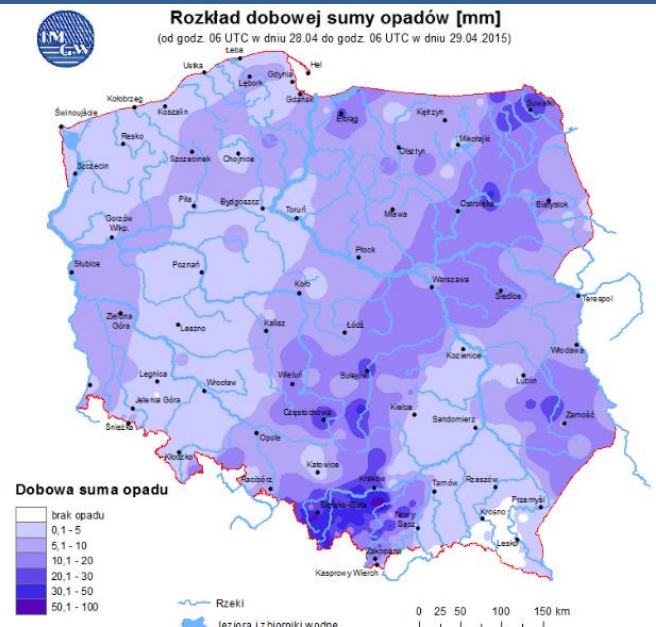 IM
GW
Rozkład dobowej sumy opadów [mm]
(od godz. 06 UTC w dniu 28.04 do godz. 06 UTC w dniu 29.04.2015)
Łeba
Ustka
Hel
Lębork
Gdynia
Gdańsk
Kołobrzeg
Koszalin
Świnoujście
Elbląg
Kętrzyn
Suwałki
Resko
Mikołajki
Szczecinek
Chojnice
Olsztyn
Szczecin
Piła
Bydgoszcz
Toruń
Mława
Ostrołęka
Białystok
Gorzów
Wlkp.
Płock
Słubice
Poznań
Koło
Warszawa
Siedlce
Terespol
Zielona
Góra
Leszno
Kalisz
Łódź
Kozienice
Włodawa
Legnica
Wrocław
Wieluń
Sulejów
Lublin
Jelenia Góra
Śnieżka
Częstochowa
Kielce
Sandomierz
Zamość
Opole
Kłodzko
Katowice
Racibórz
Kraków
Tarnów
Rzeszów
Przemyśl
Bielsko-Biała
Nowy
Sącz
Krosno
Lesko
Zakopane
Kasprowy Wierch
Dobowa suma opadu
brak opadu
0,1 - 5
5,1 - 10
10,1 - 20
20,1 - 30
30,1 - 50
50,1 - 100
Rzeki
Jeziora i zbiorniki wodne
0 25 50 100 150 km